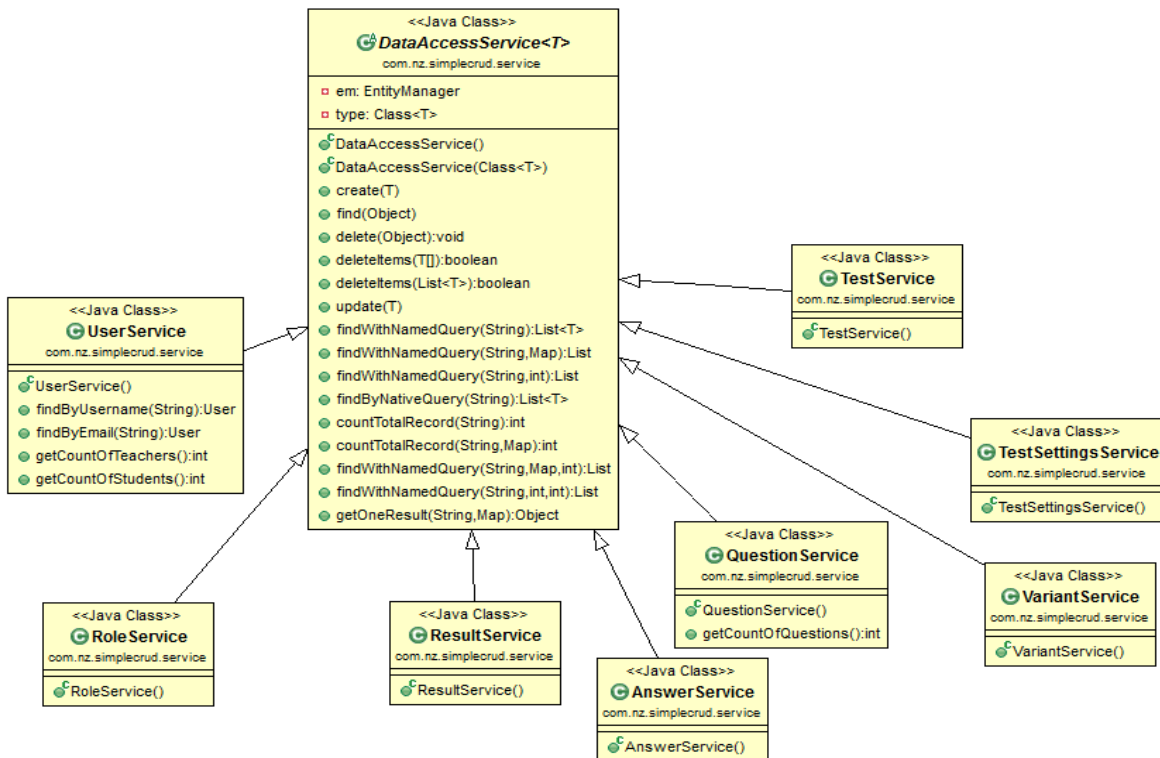 <<Java Class>>
DataAccessService<T>
com.nz.simplecrud.service
em: EntityManager
type: Class<T>
DataAccessService()
DataAccessService(Class<T>)
create(T)
find(Object)
delete(Object):void
deleteItems(T[]):boolean
deleteItems(List<T>):boolean
update(T)
findWithNamedQuery(String):List<T>
findWithNamedQuery(String,Map):List
findWithNamedQuery(String,int):List
findByNativeQuery(String):List<T>
countTotalRecord(String):int
countTotalRecord(String,Map):int
findWithNamedQuery(String,Map,int):List
findWithNamedQuery(String,int,int):List
getOneResult(String,Map):Object
<<Java Class>>
TestService
com.nz.simplecrud.service
TestService()
<<Java Class>>
UserService
com.nz.simplecrud.service
UserService()
findByUsername(String):User
findByEmail(String):User
getCountOfTeachers():int
getCountOfStudents():int
<<Java Class>>
TestSettingsService
com.nz.simplecrud.service
TestSettingsService()
<<Java Class>>
QuestionService
com.nz.simplecrud.service
QuestionService()
getCountOfQuestions():int
<<Java Class>>
VariantService
com.nz.simplecrud.service
VariantService()
<<Java Class>>
RoleService
com.nz.simplecrud.service
RoleService()
<<Java Class>>
ResultService
com.nz.simplecrud.service
ResultService()
<<Java Class>>
AnswerService
com.nz.simplecrud.service
AnswerService()